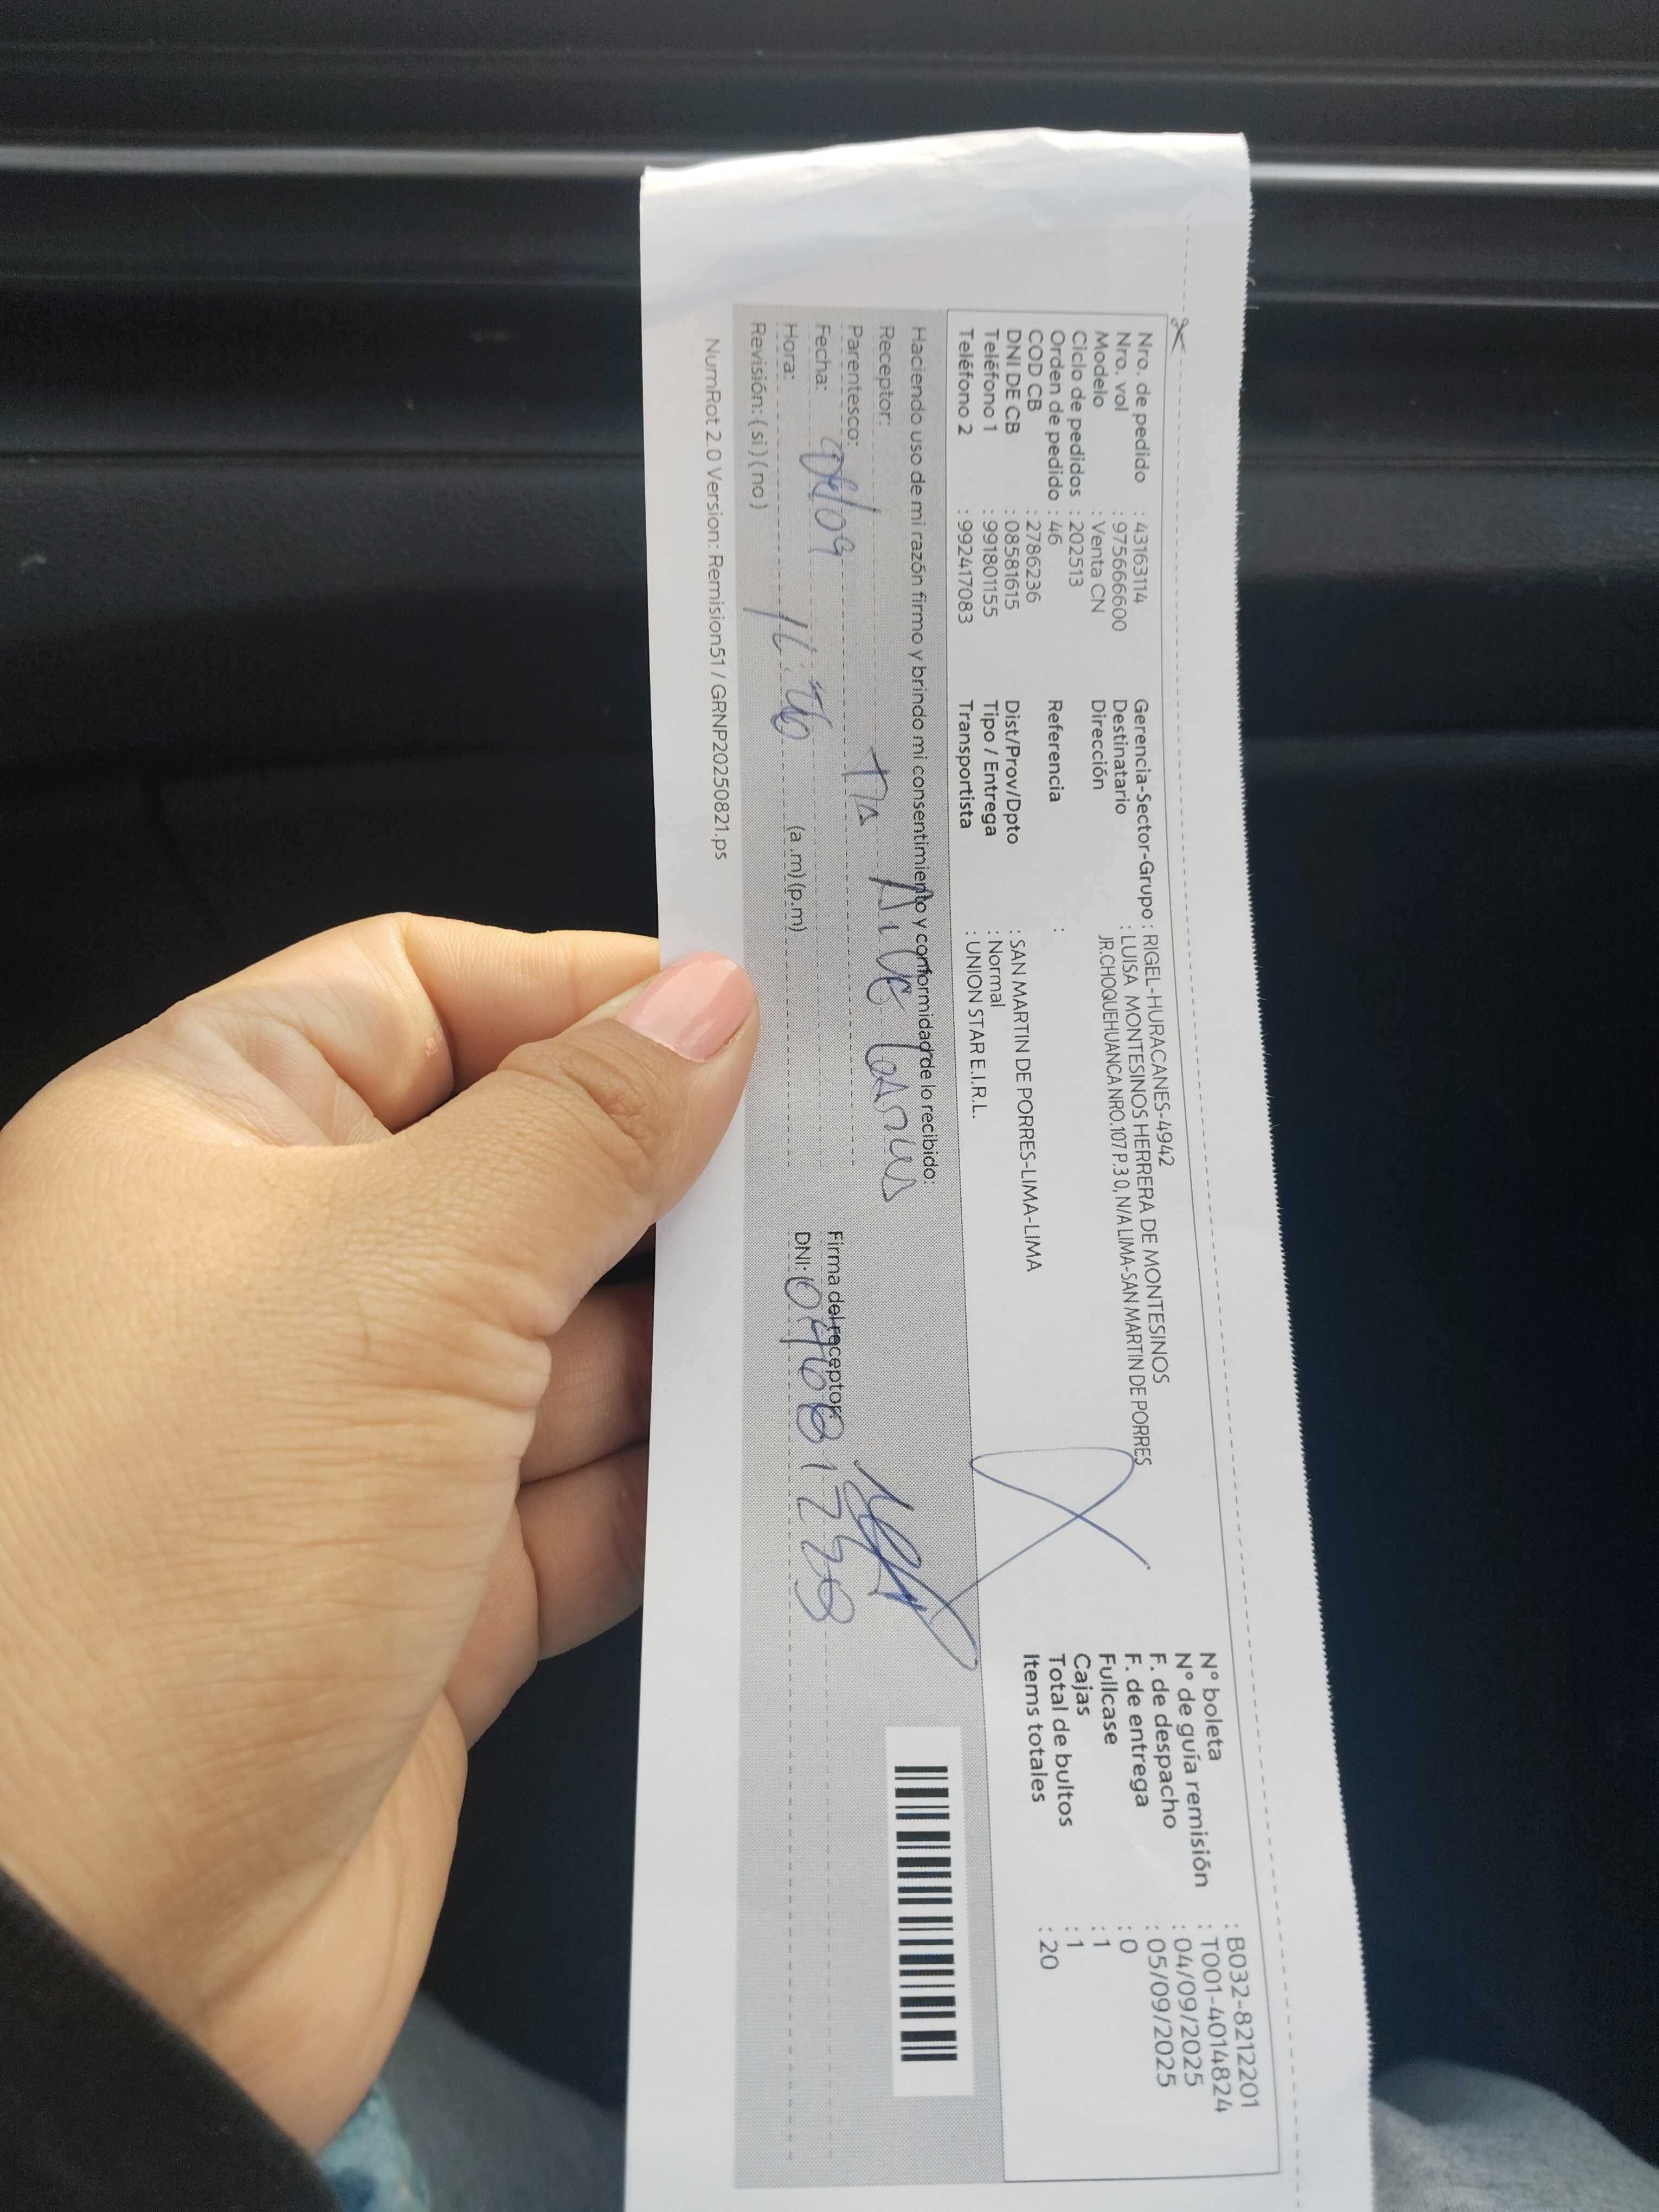 Nro. de pedido : 43163114
Nro. vol : 975666600
Modelo : Venta CN
Ciclo de pedidos : 202513
Orden de pedido : 46
COD CB : 2786236
DNI DE CB : 08581615
Teléfono 1 : 991801155
Teléfono 2 : 992417083
Gerencia-Sector-Grupo : RIGEL-HURACANES-4942
Destinatario : LUISA MONTESINOS HERRERA DE MONTESINOS
Dirección JR.CHOQUEHUANCA NRO.107 P.3 0, N/A LIMA-SAN MARTIN DE PORRES
Referencia :
Dist/Prov/Dpto : SAN MARTIN DE PORRES-LIMA-LIMA
Tipo / Entrega : Normal
Transportista : UNION STAR E.I.R.L.
N° boleta : B032-8212201
N° de guía remisión : T001-4014824
F. de despacho : 04/09/2025
F. de entrega : 05/09/2025
Fullcase : 0
Cajas : 1
Total de bultos : 1
Items totales : 20
Haciendo uso de mi razón firmo y brindo mi consentimiento y conformidad de lo recibido:
Receptor:
Parentesco:
Fecha:
Hora: (a.m) (p.m)
Revisión: ( si ) ( no )
Firma del receptor:
DNI:
NumRot 2.0 Version: Remision51 / GRNP20250821.ps